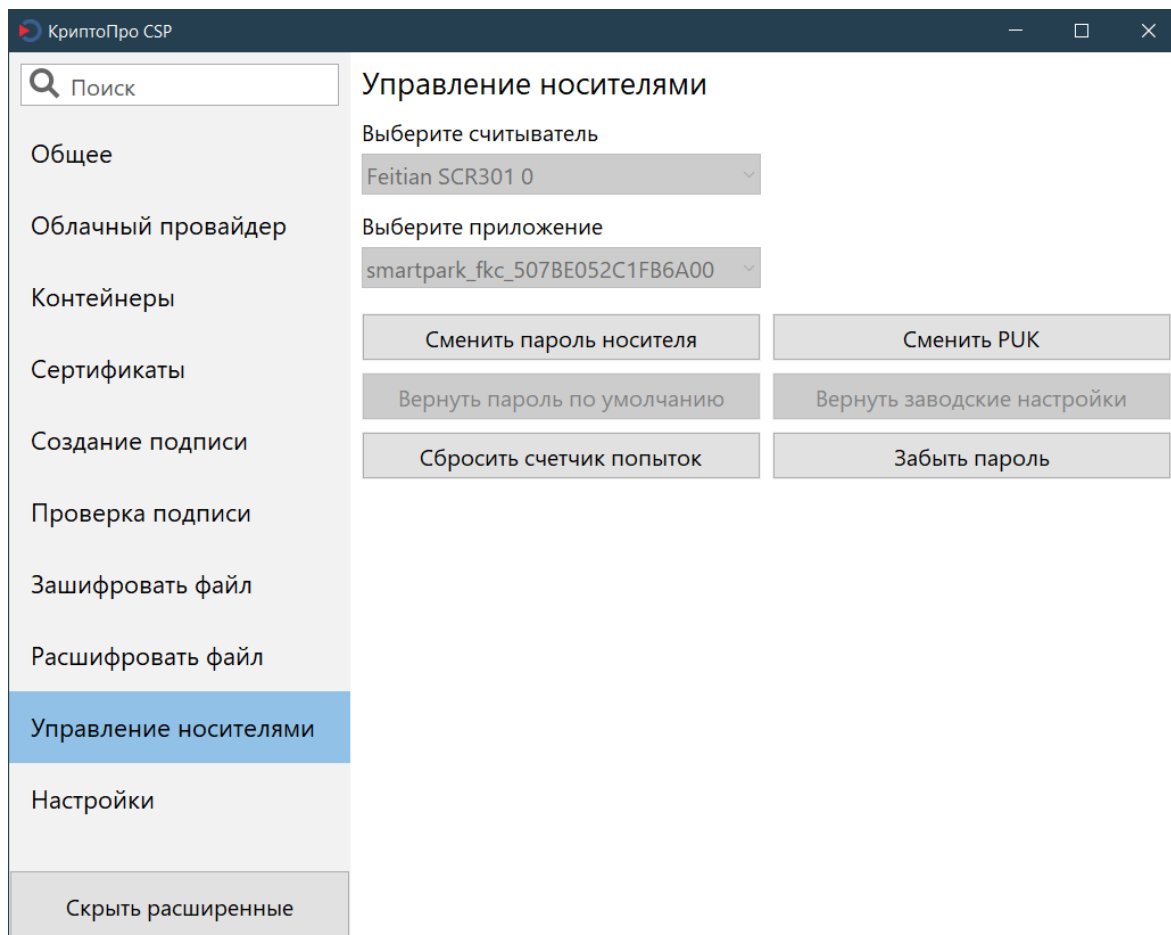 КриптоПро CSP
Поиск
Общее
Облачный провайдер
Контейнеры
Сертификаты
Создание подписи
Проверка подписи
Зашифровать файл
Расшифровать файл
Управление носителями
Настройки
Скрыть расширенные
Управление носителями
Выберите считыватель
Feitian SCR301 0
Выберите приложение
smartpark_fkc_507BE052C1FB6A00
Сменить пароль носителя
Сменить PUK
Вернуть пароль по умолчанию
Вернуть заводские настройки
Сбросить счетчик попыток
Забыть пароль